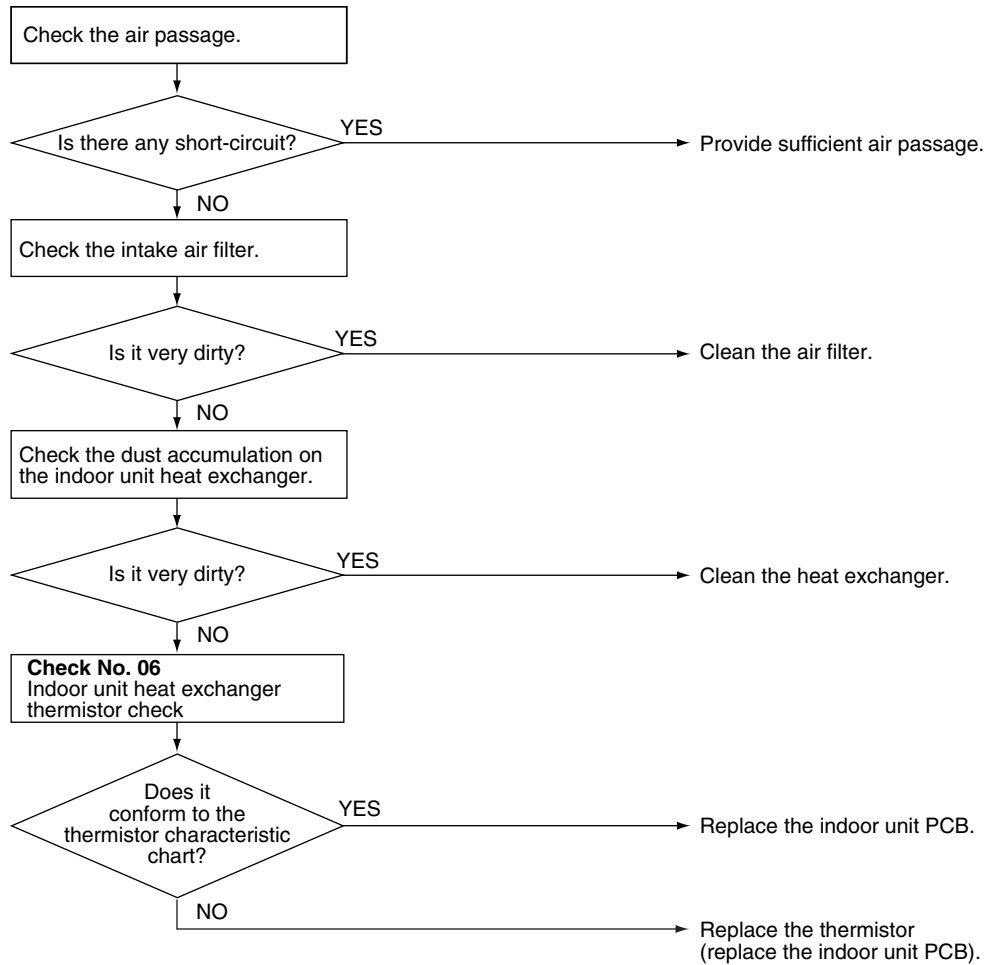 Check the air passage.
Is there any short-circuit?
YES
Provide sufficient air passage.
NO
Check the intake air filter.
Is it very dirty?
YES
Clean the air filter.
NO
Check the dust accumulation on
the indoor unit heat exchanger.
Is it very dirty?
YES
Clean the heat exchanger.
NO
Check No. 06
Indoor unit heat exchanger
thermistor check
Does it
conform to the
thermistor characteristic
chart?
YES
Replace the indoor unit PCB.
NO
Replace the thermistor
(replace the indoor unit PCB).